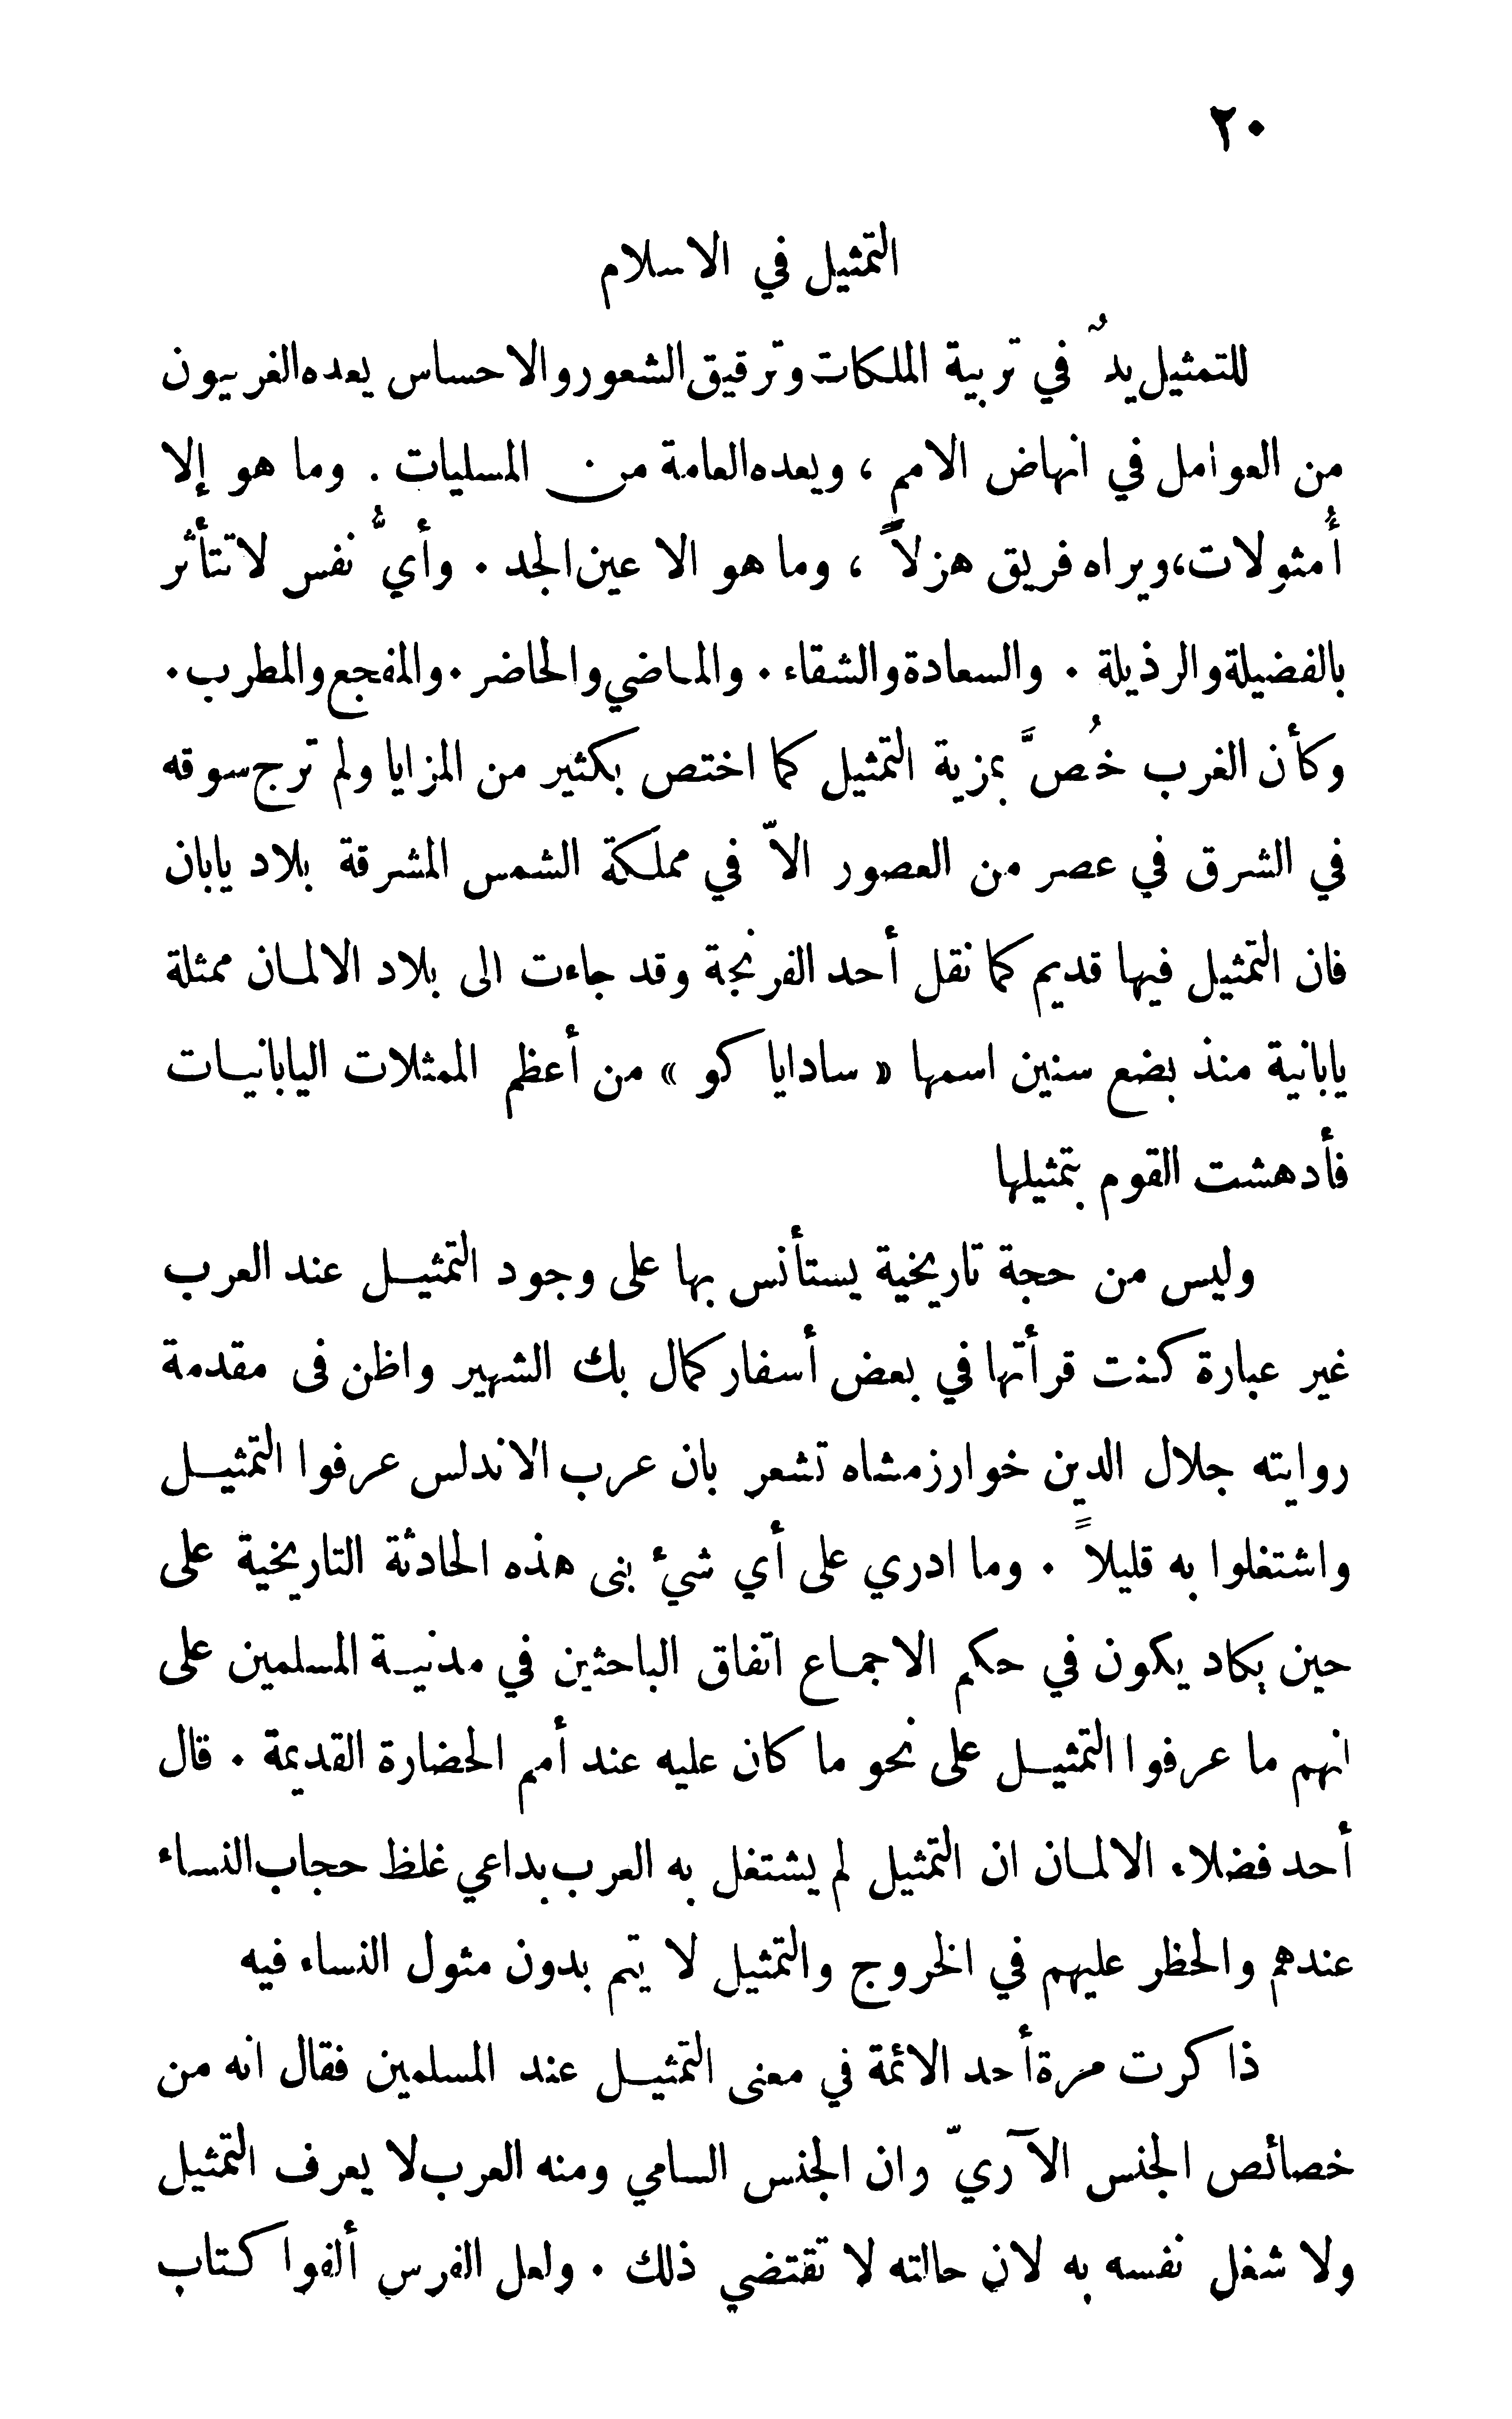 ٢٠
التمثيل في الاسلام
للتمثيل يدٌ في تربية الملكات وترقيق الشعور والاحساس يعده الغربيون
من العوامل في انهاض الامم ، ويعده العامة من المسليات . وما هو إلا
أُمثولات، ويراه فريق هزلاً ، وما هو الا عين الجد . وأيُّ نفس لا تتأثر
بالفضيلة والرذيلة . والسعادة والشقاء . والماضي والحاضر . والمفجع والمطرب .
وكأن الغرب خُصَّ بمزية التمثيل كما اختص بكثير من المزايا ولم ترج سوقه
في الشرق في عصر من العصور الاّ في مملكة الشمس المشرقة بلاد يابان
فان التمثيل فيها قديم كما نقل أحد الفرنجة وقد جاءت الى بلاد الالمان ممثلة
يابانية منذ بضع سنين اسمها « سادايا كو » من أعظم الممثلات اليابانيات
فأدهشت القوم بتمثيلها
وليس من حجة تاريخية يستأنس بها على وجود التمثيل عند العرب
غير عبارة كنت قرأتها في بعض أسفار كمال بك الشهير واظن فى مقدمة
روايته جلال الدين خوارزمشاه تشعر بان عرب الاندلس عرفوا التمثيل
واشتغلوا به قليلاً . وما ادري على أي شيء بنى هذه الحادثة التاريخية على
حين يكاد يكون في حكم الاجماع اتفاق الباحثين في مدنية المسلمين على
انهم ما عرفوا التمثيل على نحو ما كان عليه عند أمم الحضارة القديمة . قال
أحد فضلاء الالمان ان التمثيل لم يشتغل به العرب بداعي غلظ حجاب النساء
عندهم والحظر عليهم في الخروج والتمثيل لا يتم بدون مثول النساء فيه
ذا كرت مرة أحد الائمة في معنى التمثيل عند المسلمين فقال انه من
خصائص الجنس الآريّ وان الجنس السامي ومنه العرب لا يعرف التمثيل
ولا شغل نفسه به لان حالته لا تقتضي ذلك . ولعل الفرس ألفوا كتاب